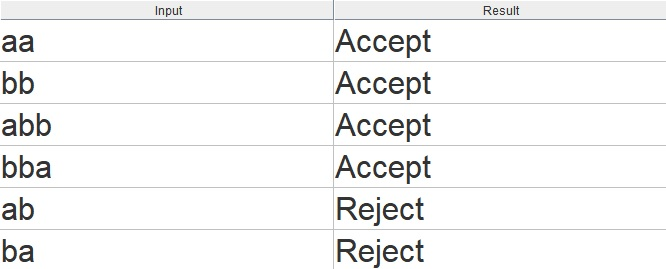 Input Result
aa Accept
bb Accept
abb Accept
bba Accept
ab Reject
ba Reject